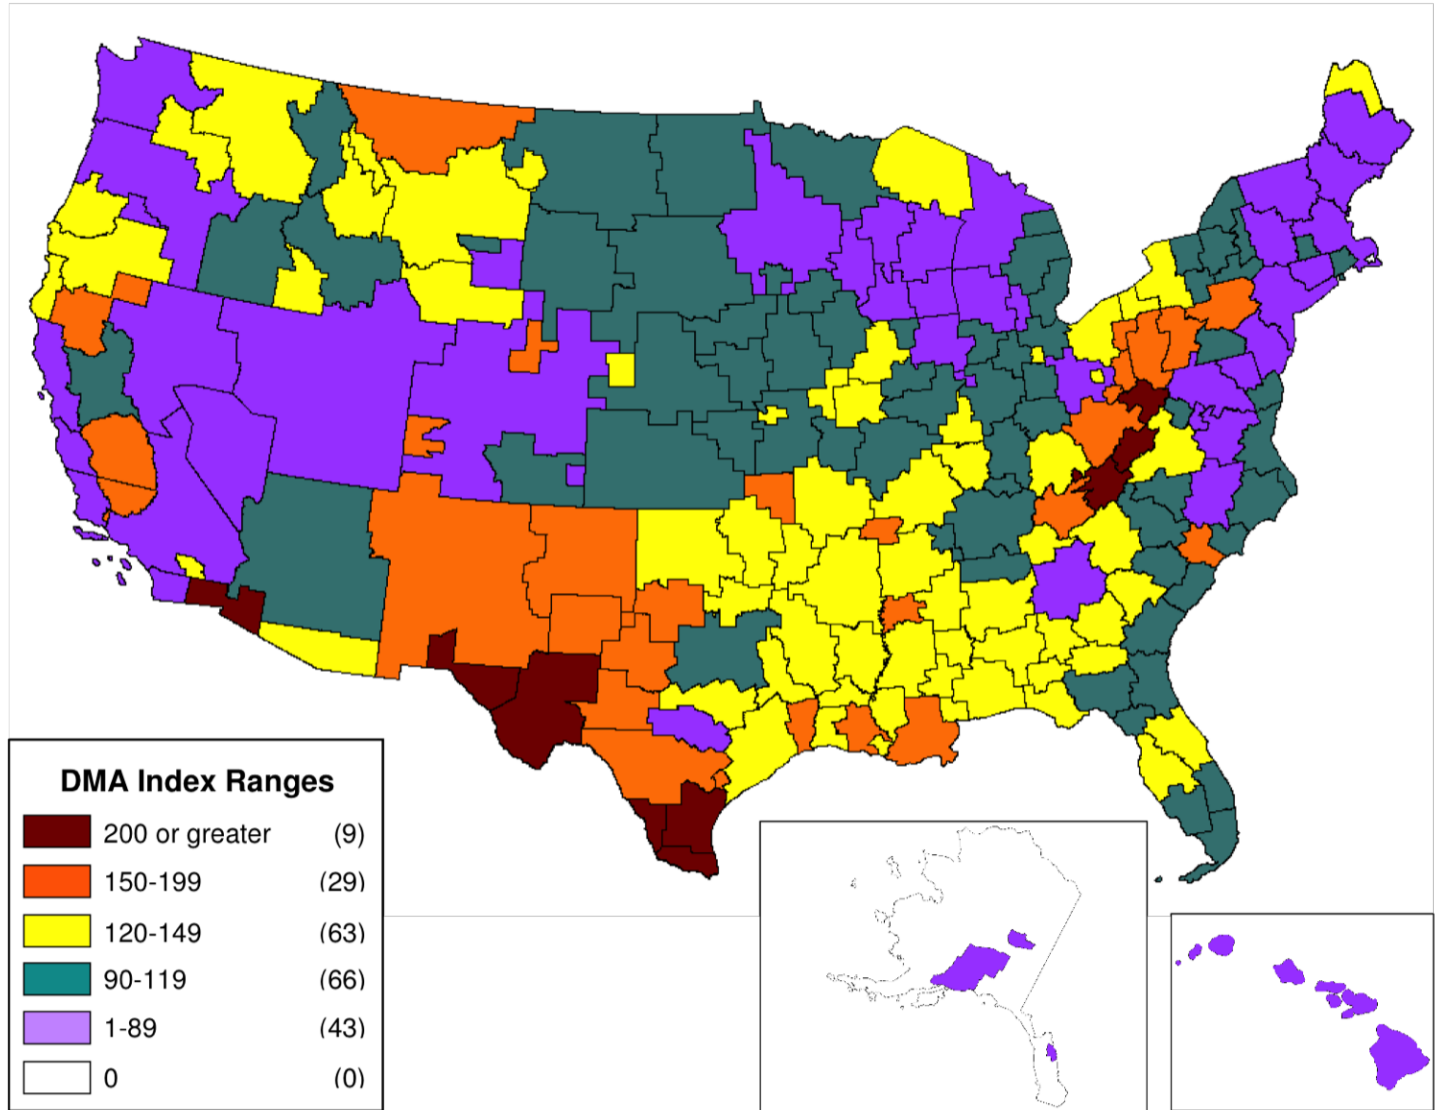 DMA Index Ranges
200 or greater (9)
150-199 (29)
120-149 (63)
90-119 (66)
1-89 (43)
0 (0)